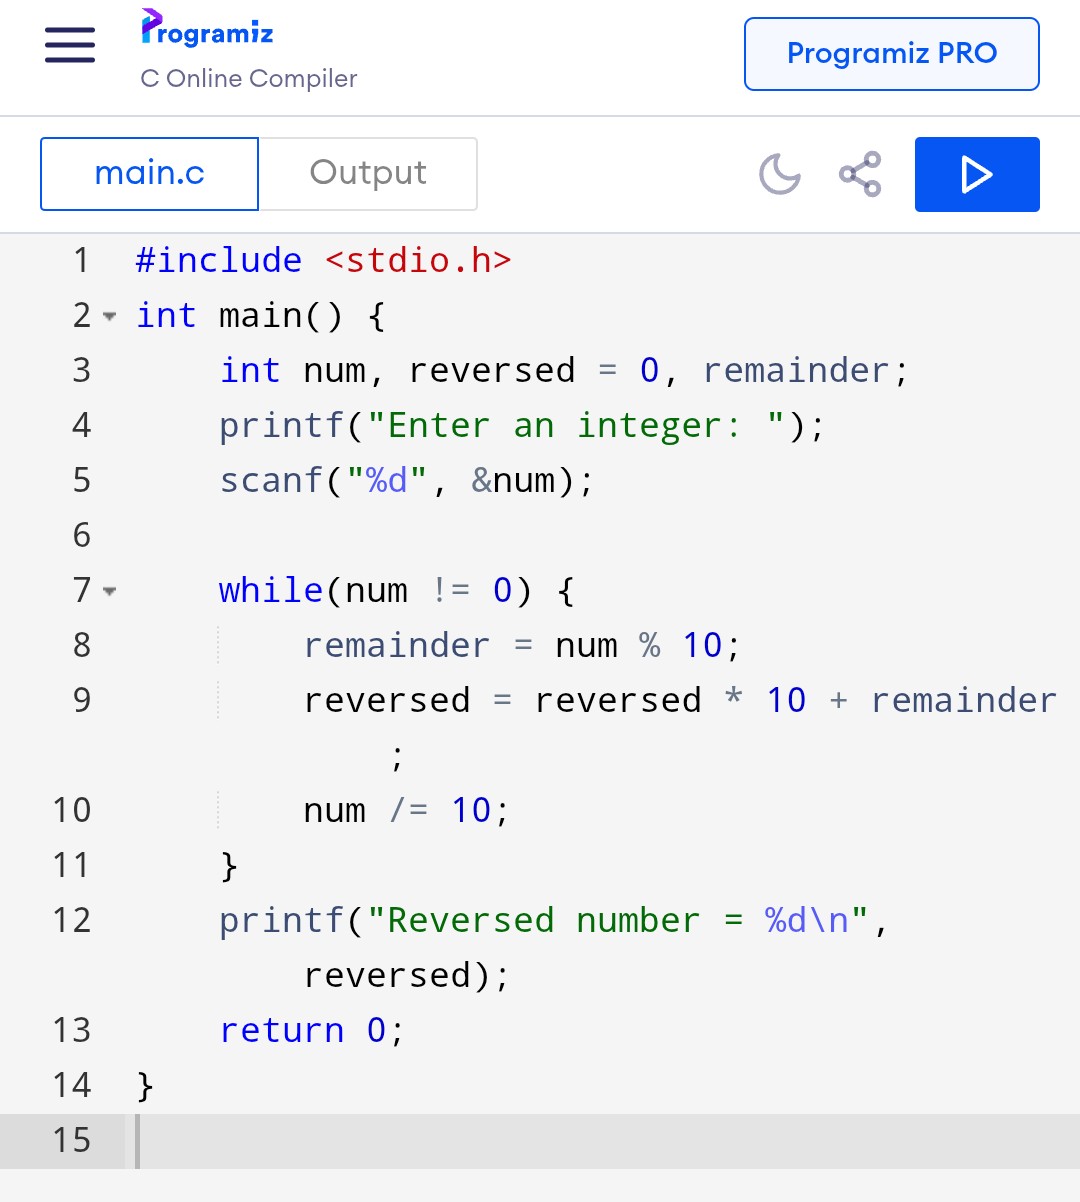 Programiz
C Online Compiler
Programiz PRO
main.c
Output
1 #include <stdio.h>
2 int main() {
3     int num, reversed = 0, remainder;
4     printf("Enter an integer: ");
5     scanf("%d", &num);
6
7     while(num != 0) {
8         remainder = num % 10;
9         reversed = reversed * 10 + remainder
            ;
10         num /= 10;
11     }
12     printf("Reversed number = %d\n",
        reversed);
13     return 0;
14 }
15